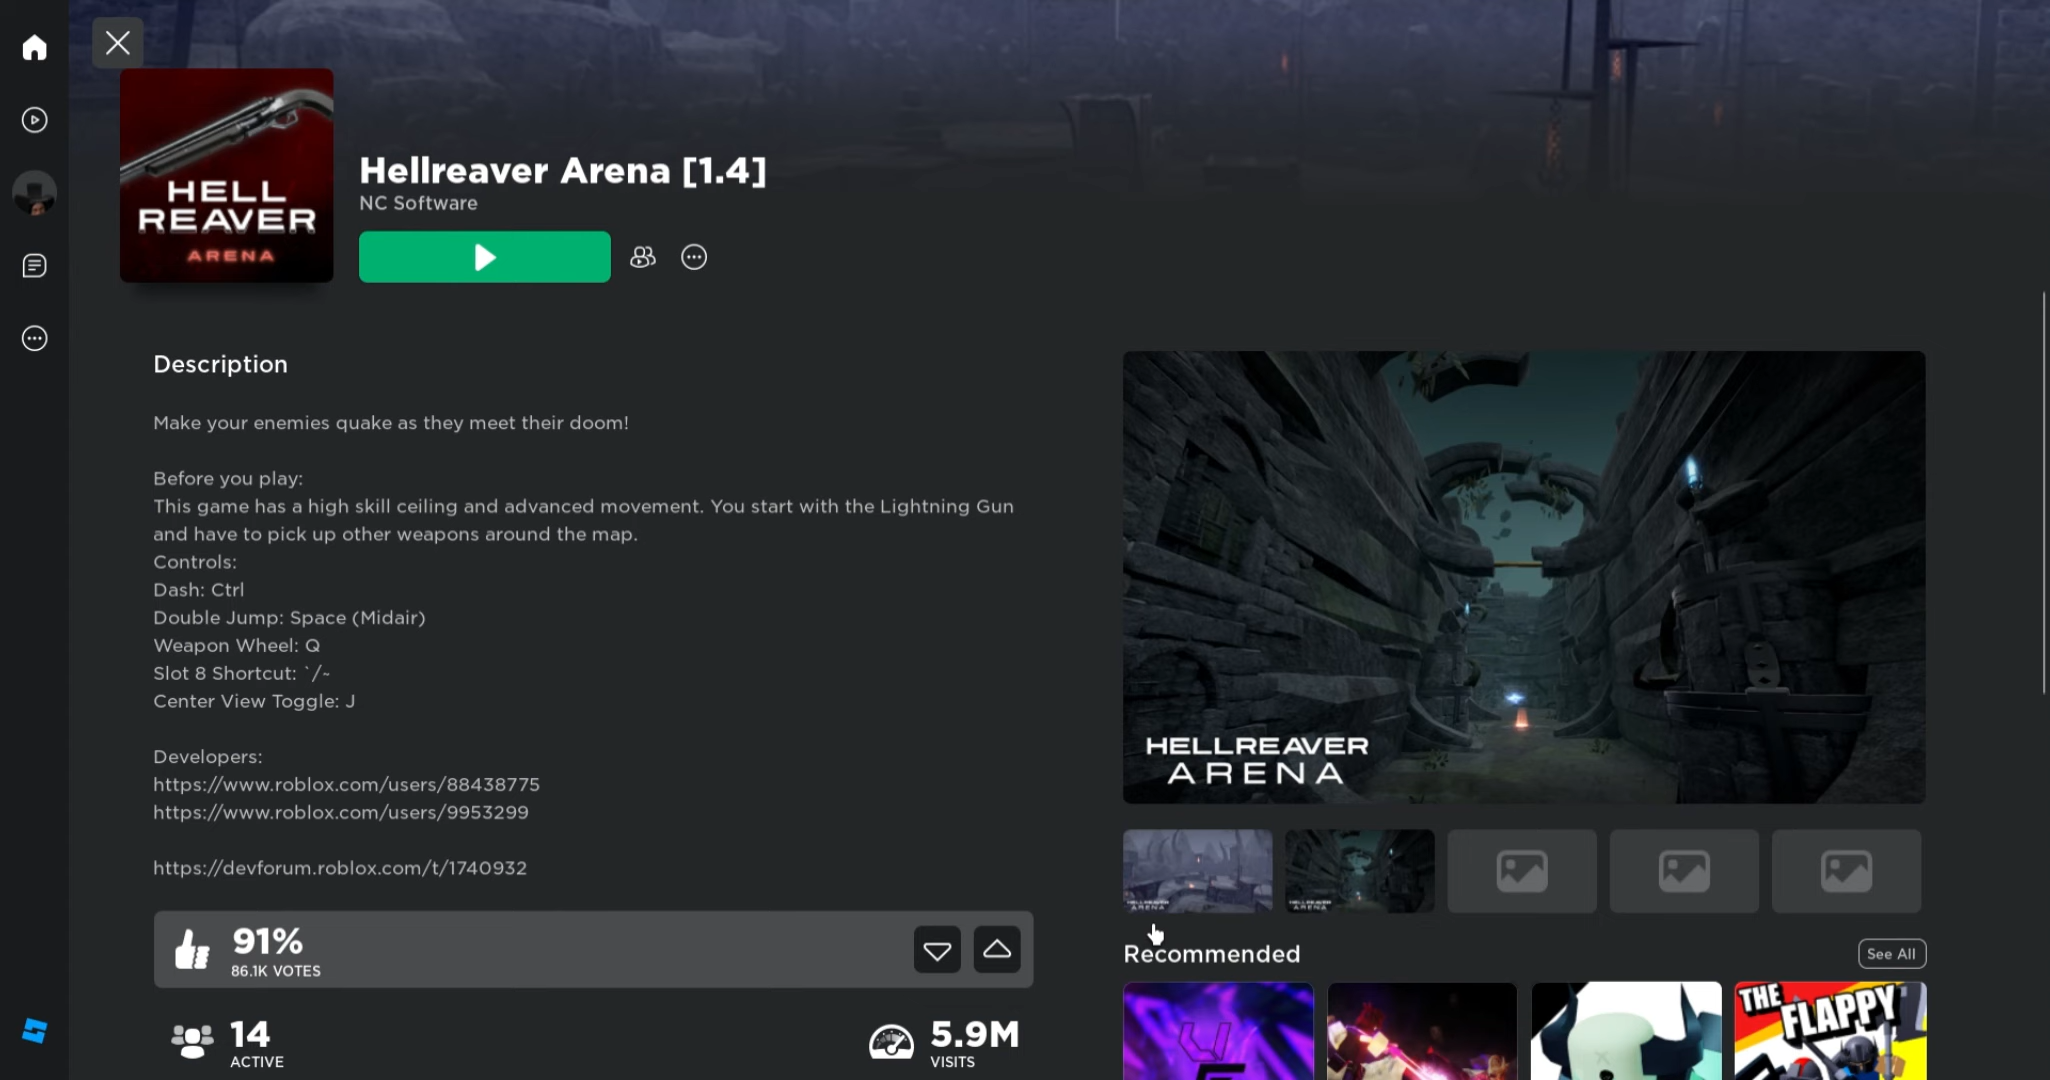 HELL
REAVER
ARENA
Hellreaver Arena [1.4]
NC Software
Description
Make your enemies quake as they meet their doom!
Before you play:
This game has a high skill ceiling and advanced movement. You start with the Lightning Gun
and have to pick up other weapons around the map.
Controls:
Dash: Ctrl
Double Jump: Space (Midair)
Weapon Wheel: Q
Slot 8 Shortcut: `/~
Center View Toggle: J
Developers:
https://www.roblox.com/users/88438775
https://www.roblox.com/users/9953299
https://devforum.roblox.com/t/1740932
91%
86.1K VOTES
14
ACTIVE
5.9M
VISITS
HELLREAVER
ARENA
HELLREAVER
ARENA
HELLREAVER
ARENA
Recommended
See All
THE
FLAPPY